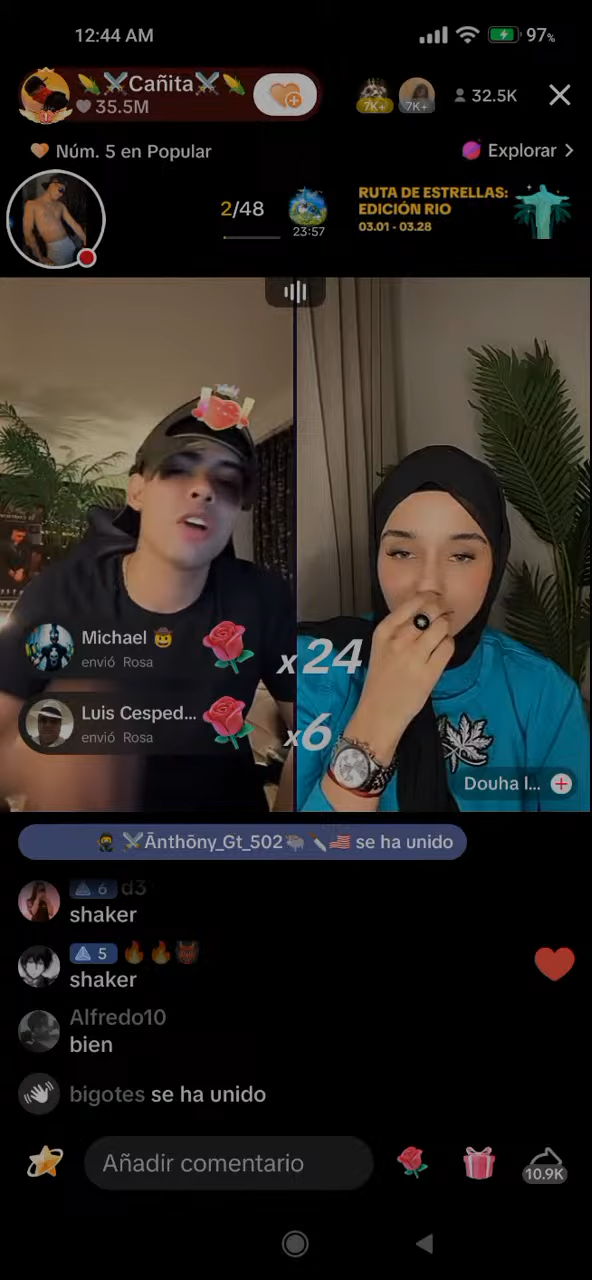 12:44 AM
97%
🌽⚔️Cañita⚔️🌽
35.5M
7K+
7K+
32.5K
Núm. 5 en Popular
Explorar >
2/48
23:57
RUTA DE ESTRELLAS:
EDICIÓN RIO
03.01 - 03.28
Michael 🤠
envió Rosa
x24
Luis Cesped...
envió Rosa
x6
Douha l...
⚔️Ānthōny_Gt_502🐃🔪🇺🇸 se ha unido
6 d3
shaker
5 🔥🔥👹
shaker
Alfredo10
bien
bigotes se ha unido
Añadir comentario
10.9K